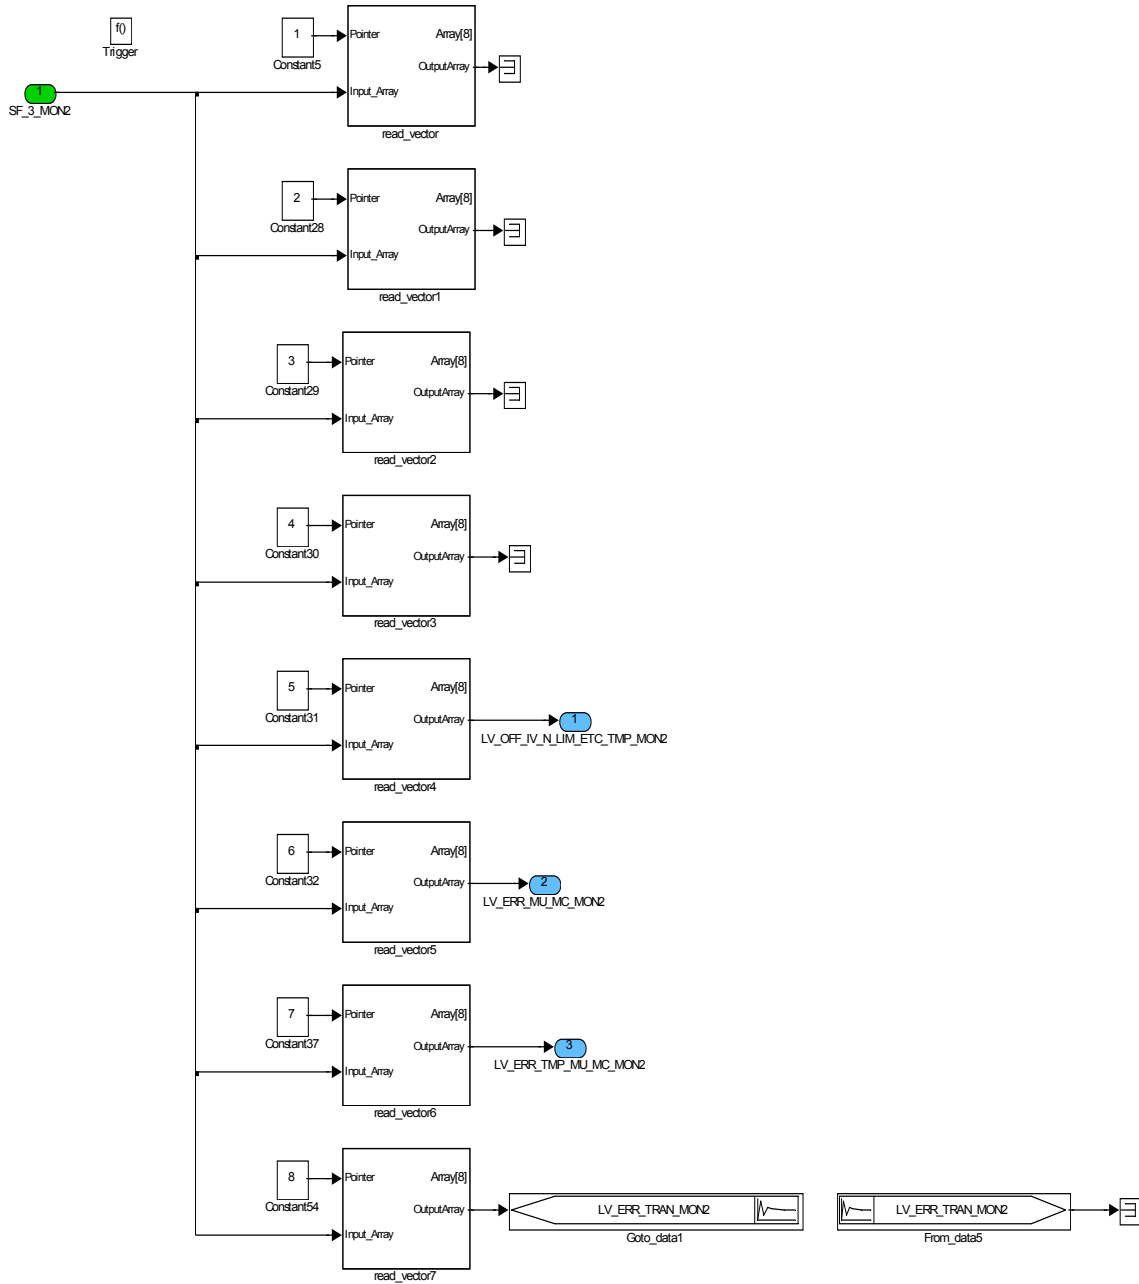 f()
Trigger
1
SF_3_MON2
1
Constant5
Pointer
Array[8]
OutputArray
Input_Array
read_vector
2
Constant28
Pointer
Array[8]
OutputArray
Input_Array
read_vector1
3
Constant29
Pointer
Array[8]
OutputArray
Input_Array
read_vector2
4
Constant30
Pointer
Array[8]
OutputArray
Input_Array
read_vector3
5
Constant31
Pointer
Array[8]
OutputArray
Input_Array
read_vector4
1
LV_OFF_IV_N_LIM_ETC_TMP_MON2
6
Constant32
Pointer
Array[8]
OutputArray
Input_Array
read_vector5
2
LV_ERR_MU_MC_MON2
7
Constant37
Pointer
Array[8]
OutputArray
Input_Array
read_vector6
3
LV_ERR_TMP_MU_MC_MON2
8
Constant54
Pointer
Array[8]
OutputArray
Input_Array
read_vector7
LV_ERR_TRAN_MON2
Goto_data1
LV_ERR_TRAN_MON2
From_data5